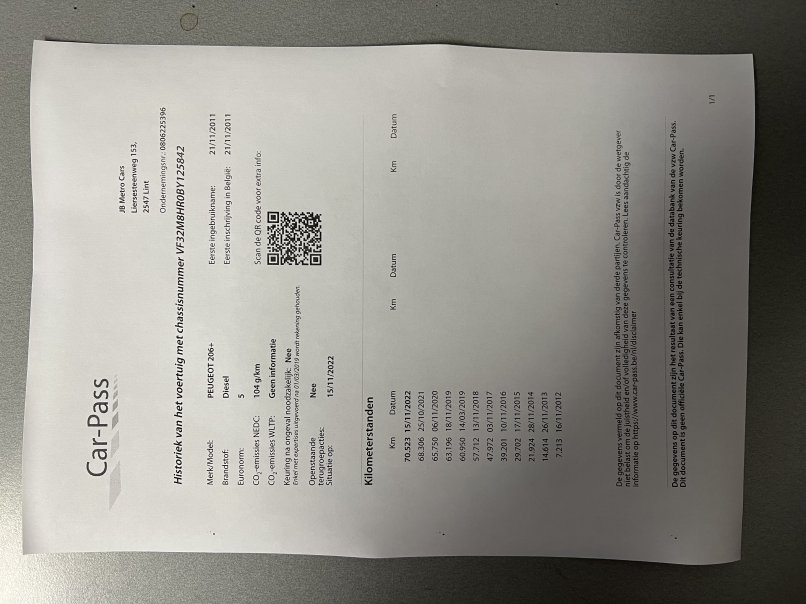 Car-Pass
JB Metro Cars
Liersesteenweg 153,
2547 Lint
Ondernemingsnr.: 0806225396
Historiek van het voertuig met chassisnummer VF32M8HR0BY125842
Merk/Model: PEUGEOT 206+ Eerste ingebruikname: 21/11/2011
Brandstof: Diesel Eerste inschrijving in België: 21/11/2011
Euronorm: 5
CO₂-emissies NEDC: 104 g/km Scan de QR code voor extra info:
CO₂-emissies WLTP: Geen informatie
Keuring na ongeval noodzakelijk: Nee
Enkel met expertises uitgevoerd na 01/03/2019 wordt rekening gehouden.
Openstaande Nee
terugroepacties:
Situatie op: 15/11/2022
Kilometerstanden
Km Datum Km Datum Km Datum
70.523 15/11/2022
68.306 25/10/2021
65.750 06/11/2020
63.196 18/11/2019
60.950 14/03/2019
57.712 13/11/2018
47.972 03/11/2017
39.201 10/11/2016
29.702 17/11/2015
21.924 28/11/2014
14.614 26/11/2013
7.213 16/11/2012
De gegevens vermeld op dit document zijn afkomstig van derde partijen. Car-Pass vzw is door de wetgever
niet belast om de juistheid en/of volledigheid van deze gegevens te controleren. Lees aandachtig de
informatie op https://www.car-pass.be/nl/disclaimer
De gegevens op dit document zijn het resultaat van een consultatie van de databank van de vzw Car-Pass.
Dit document is geen officiële Car-Pass. Die kan enkel bij de technische keuring bekomen worden.
1/1